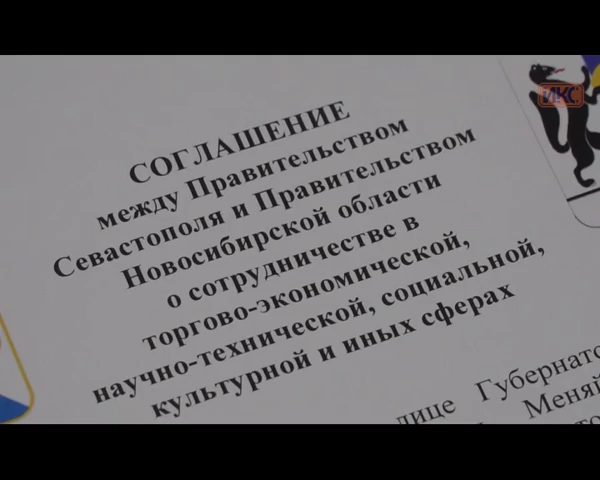 ИКС
СОГЛАШЕНИЕ
между Правительством
Севастополя и Правительством
Новосибирской области
о сотрудничестве в
торгово-экономической,
научно-технической, социальной,
культурной и иных сферах
лице Губернато
Меняй